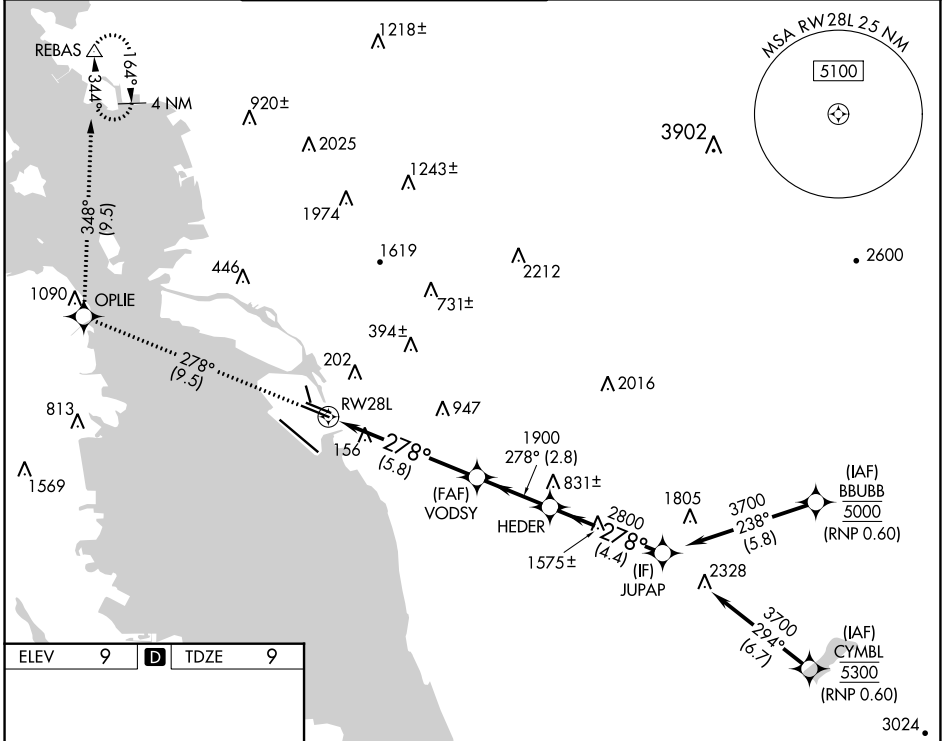 1218±
REBAS
164°
344°
4 NM
920±
2025
3902
MSA RW28L 25 NM
5100
1243±
1974
348°
(9.5)
1619
2212
2600
446
731±
1090
OPLIE
394±
278°
(9.5)
202
2016
RW28L
947
813
156
278°
(5.8)
1900
278° (2.8)
1569
(FAF)
VODSY
831±
HEDER
1805
3700
238°
(5.8)
(IAF)
BBUBB
5000
(RNP 0.60)
2800
278°
(4.4)
1575±
(IF)
JUPAP
2328
3700
294°
(6.7)
(IAF)
CYMBL
5300
(RNP 0.60)
ELEV 9 D TDZE 9
3024